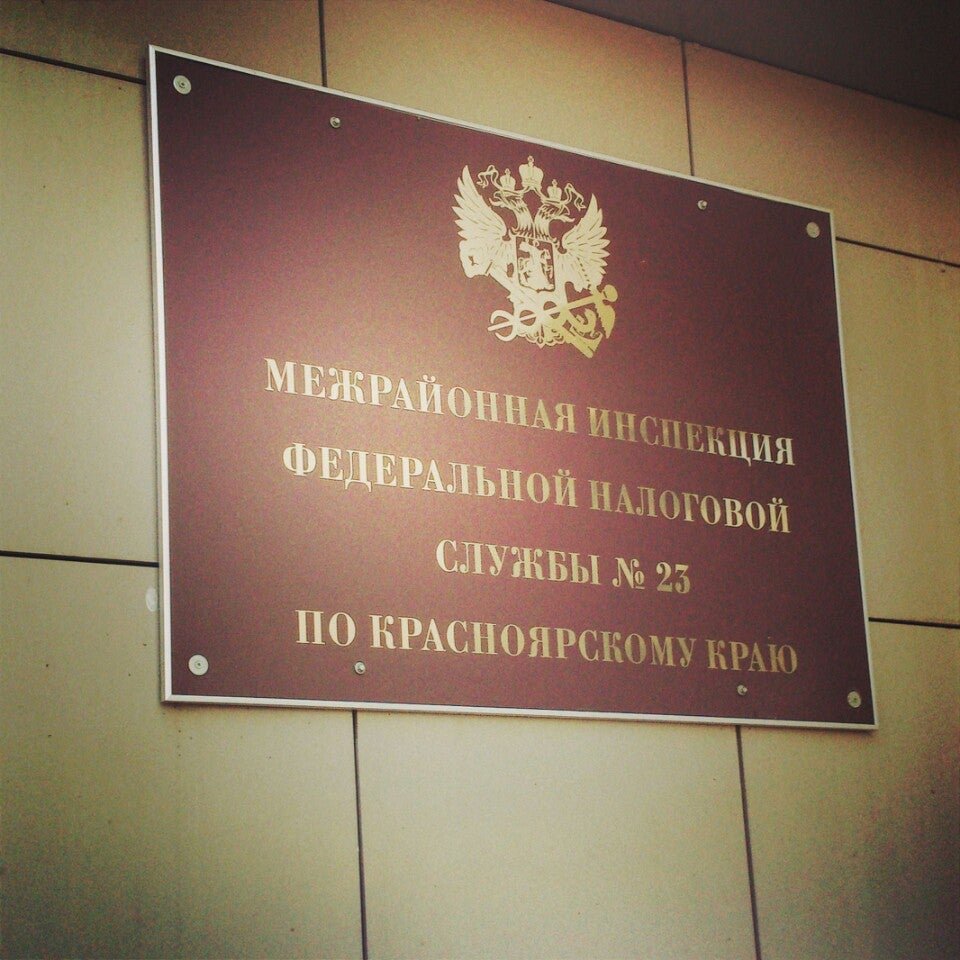 МЕЖРАЙОННАЯ ИНСПЕКЦИЯ
ФЕДЕРАЛЬНОЙ НАЛОГОВОЙ
СЛУЖБЫ № 23
ПО КРАСНОЯРСКОМУ КРАЮ